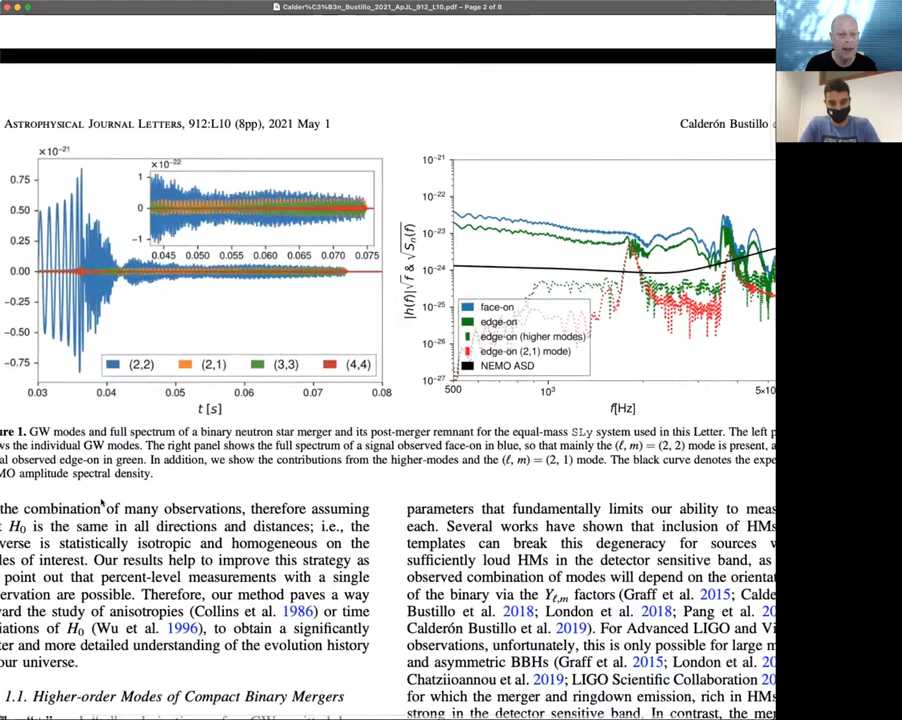 Calder%C3%B3n_Bustillo_2021_ApJL_912_L10.pdf - Page 2 of 8
ASTROPHYSICAL JOURNAL LETTERS, 912:L10 (8pp), 2021 May 1
Calderón Bustillo
×10⁻²¹
0.75
0.50
0.25
0.00
−0.25
−0.50
−0.75
×10⁻²²
1
0
−1
0.045 0.050 0.055 0.060 0.065 0.070 0.075
(2,2) (2,1) (3,3) (4,4)
0.03 0.04 0.05 0.06 0.07 0.08
t [s]
|h(f)|√f & √Sn(f)
10⁻²¹
10⁻²²
10⁻²³
10⁻²⁴
10⁻²⁵
10⁻²⁶
10⁻²⁷
face-on
edge-on
edge-on (higher modes)
edge-on (2,1) mode)
NEMO ASD
500 10³ 5×10
f[Hz]
ure 1. GW modes and full spectrum of a binary neutron star merger and its post-merger remnant for the equal-mass SLy system used in this Letter. The left p
ws the individual GW modes. The right panel shows the full spectrum of a signal observed face-on in blue, so that mainly the (ℓ, m) = (2, 2) mode is present, a
al observed edge-on in green. In addition, we show the contributions from the higher-modes and the (ℓ, m) = (2, 1) mode. The black curve denotes the expe
MO amplitude spectral density.
the combination of many observations, therefore assuming
t H₀ is the same in all directions and distances; i.e., the
verse is statistically isotropic and homogeneous on the
les of interest. Our results help to improve this strategy as
point out that percent-level measurements with a single
ervation are possible. Therefore, our method paves a way
ard the study of anisotropies (Collins et al. 1986) or time
iations of H₀ (Wu et al. 1996), to obtain a significantly
ter and more detailed understanding of the evolution history
our universe.
1.1. Higher-order Modes of Compact Binary Mergers
parameters that fundamentally limits our ability to meas
each. Several works have shown that inclusion of HMs
templates can break this degeneracy for sources w
sufficiently loud HMs in the detector sensitive band, as
observed combination of modes will depend on the orientat
of the binary via the Yℓ,m factors (Graff et al. 2015; Calde
Bustillo et al. 2018; London et al. 2018; Pang et al. 20
Calderón Bustillo et al. 2019). For Advanced LIGO and Vi
observations, unfortunately, this is only possible for large m
and asymmetric BBHs (Graff et al. 2015; London et al. 20
Chatziioannou et al. 2019; LIGO Scientific Collaboration 20
for which the merger and ringdown emission, rich in HMs
strong in the detector sensitive band. In contrast, the mer